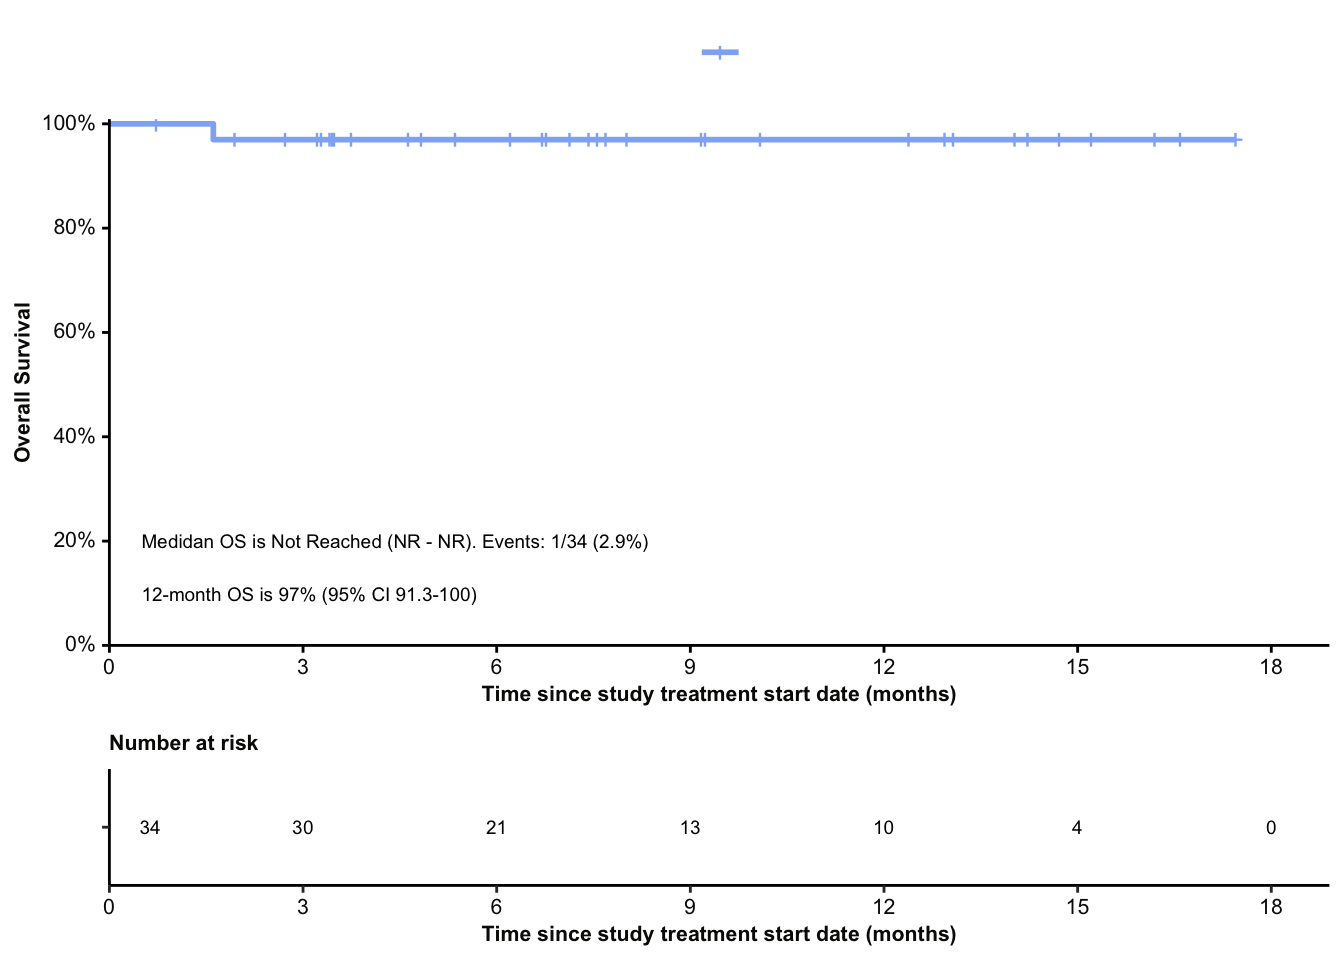 100%
80%
60%
40%
20%
0%
Overall Survival
Medidan OS is Not Reached (NR - NR). Events: 1/34 (2.9%)
12-month OS is 97% (95% CI 91.3-100)
0 3 6 9 12 15 18
Time since study treatment start date (months)
Number at risk
34 30 21 13 10 4 0
0 3 6 9 12 15 18
Time since study treatment start date (months)